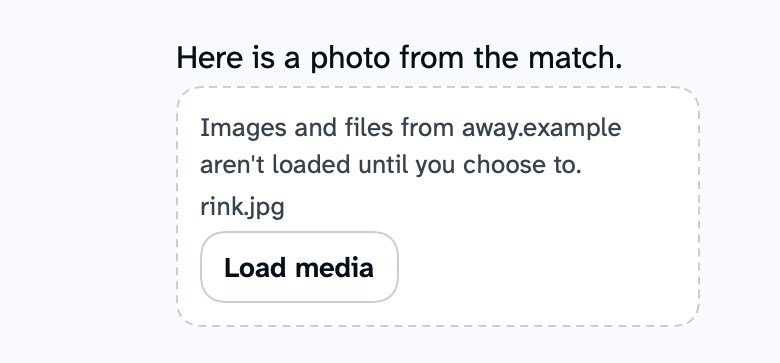 Here is a photo from the match.
Images and files from away.example
aren't loaded until you choose to.
rink.jpg
Load media